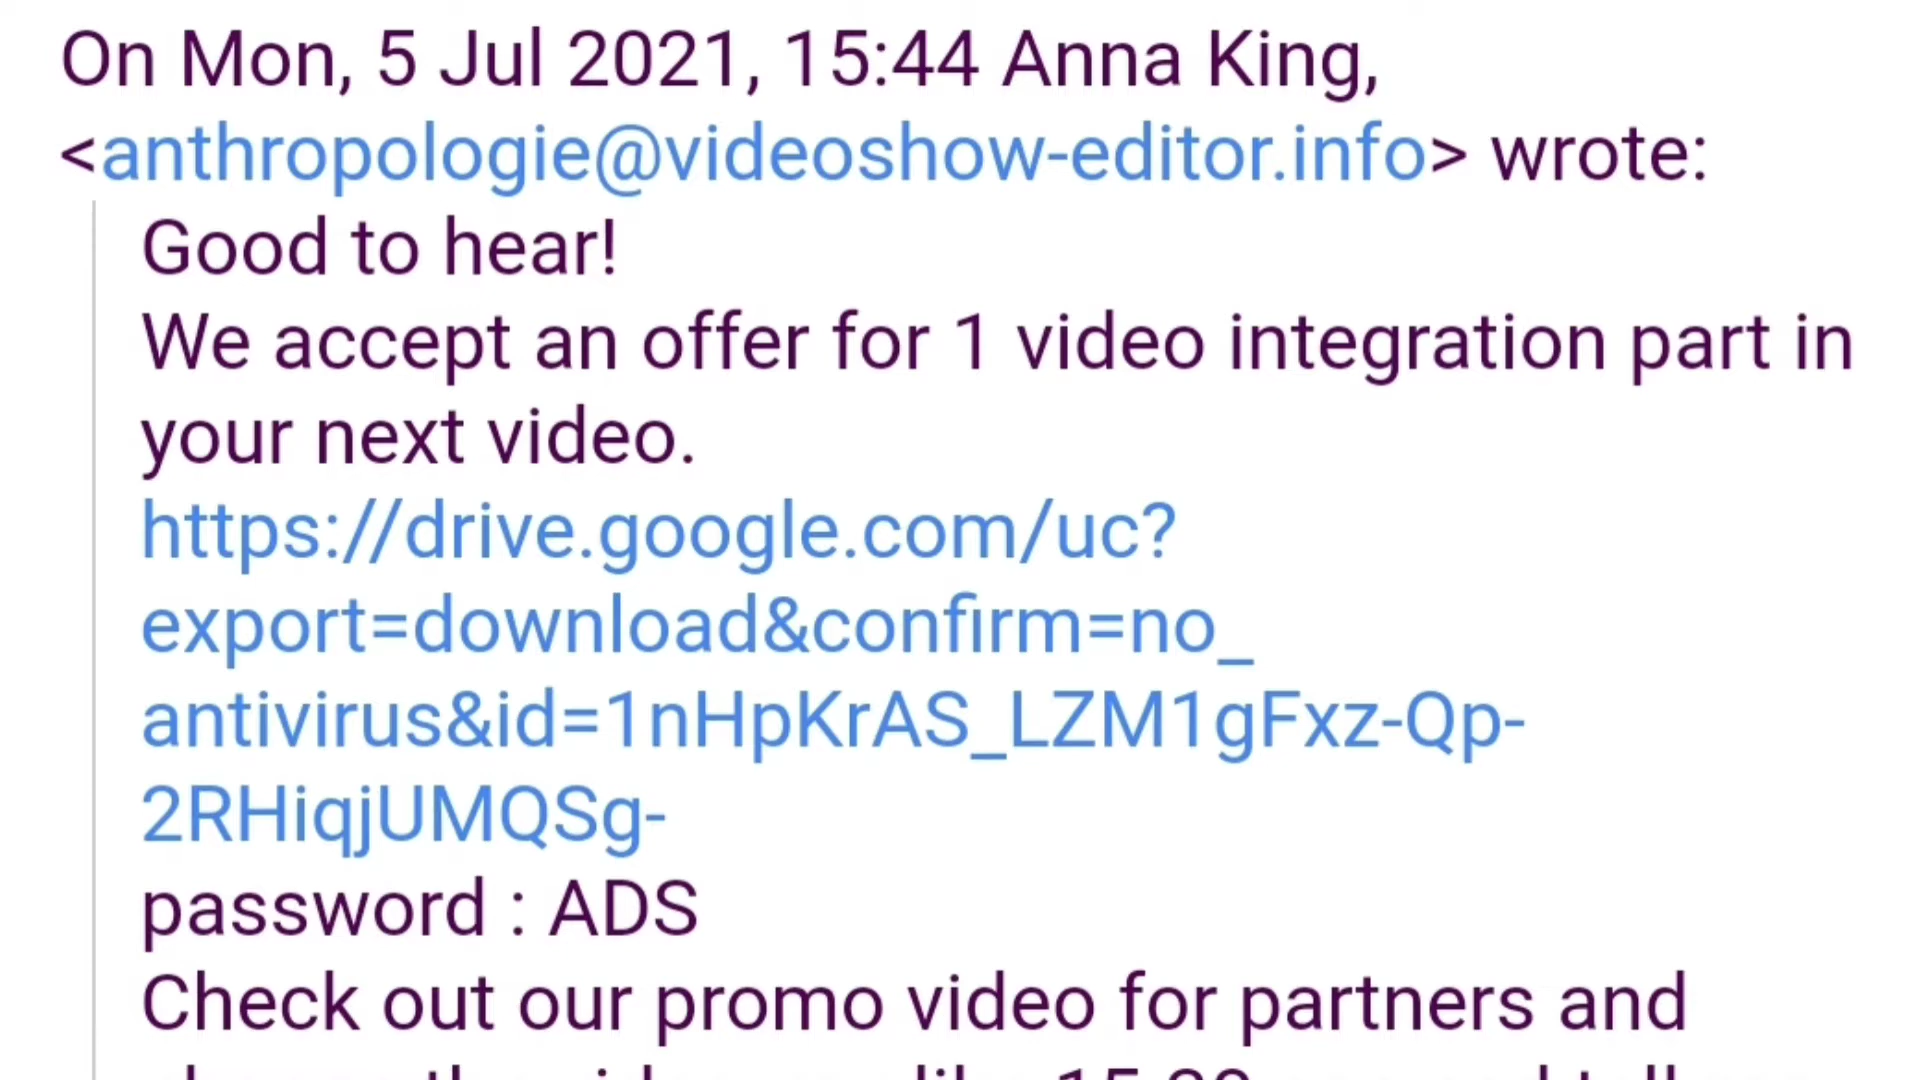 On Mon, 5 Jul 2021, 15:44 Anna King,
<anthropologie@videoshow-editor.info> wrote:
Good to hear!
We accept an offer for 1 video integration part in
your next video.
https://drive.google.com/uc?
export=download&confirm=no_
antivirus&id=1nHpKrAS_LZM1gFxz-Qp-
2RHiqjUMQSg-
password : ADS
Check out our promo video for partners and